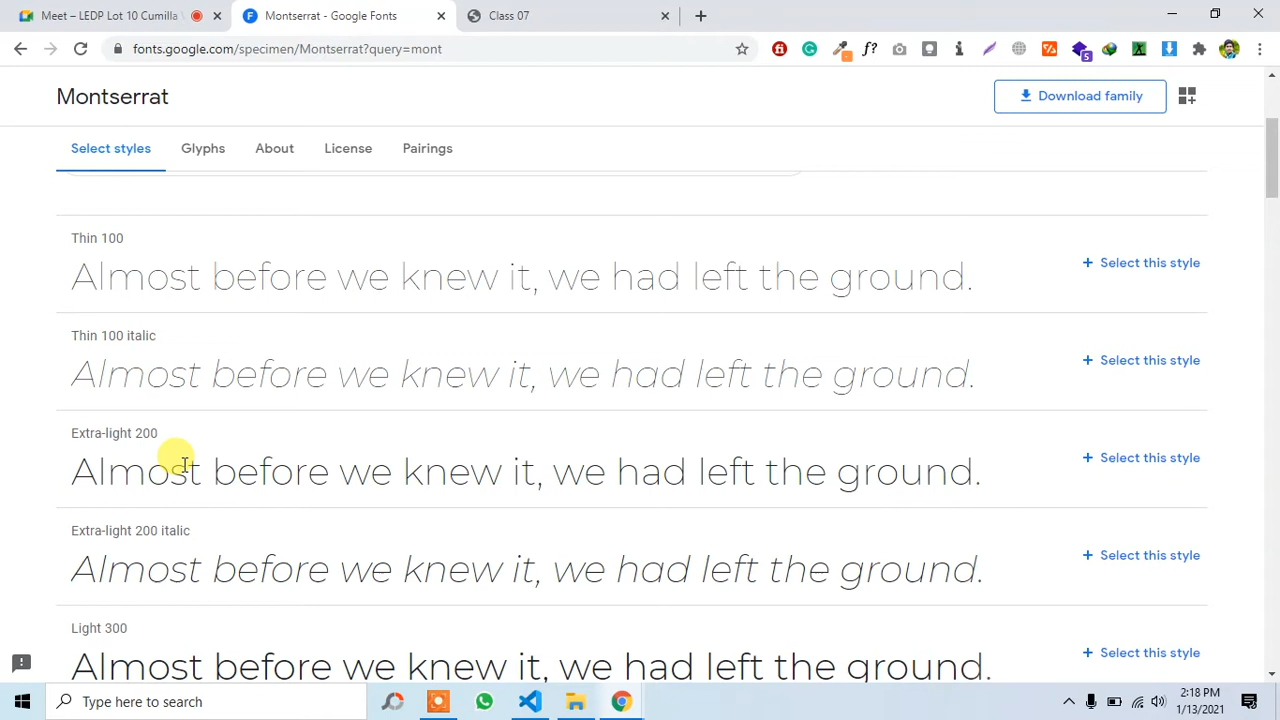 Meet – LEDP Lot 10 Cumilla
Montserrat - Google Fonts
Class 07
fonts.google.com/specimen/Montserrat?query=mont
f?
5
Montserrat
Download family
Select styles
Glyphs
About
License
Pairings
Thin 100
Almost before we knew it, we had left the ground.
+ Select this style
Thin 100 italic
Almost before we knew it, we had left the ground.
+ Select this style
Extra-light 200
Almost before we knew it, we had left the ground.
+ Select this style
Extra-light 200 italic
Almost before we knew it, we had left the ground.
+ Select this style
Light 300
Almost before we knew it, we had left the ground.
+ Select this style
Type here to search
2:18 PM
1/13/2021